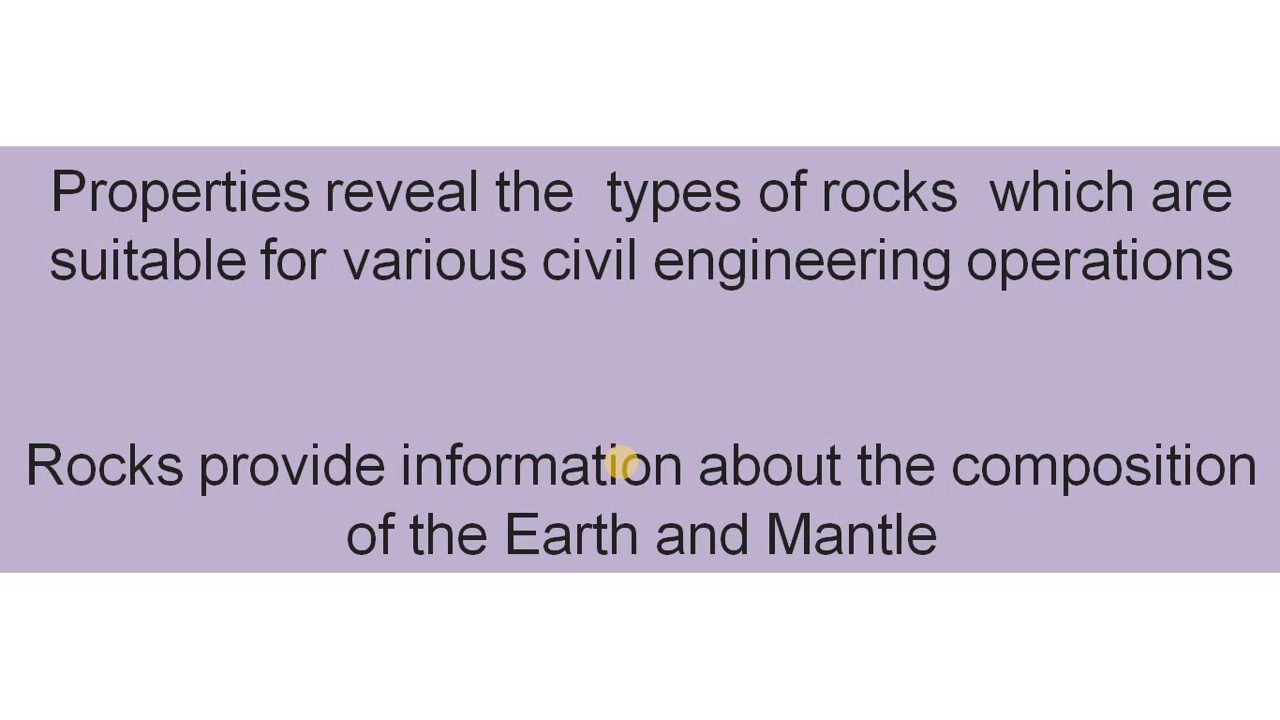 Properties reveal the  types of rocks  which are
suitable for various civil engineering operations
Rocks provide information about the composition
of the Earth and Mantle